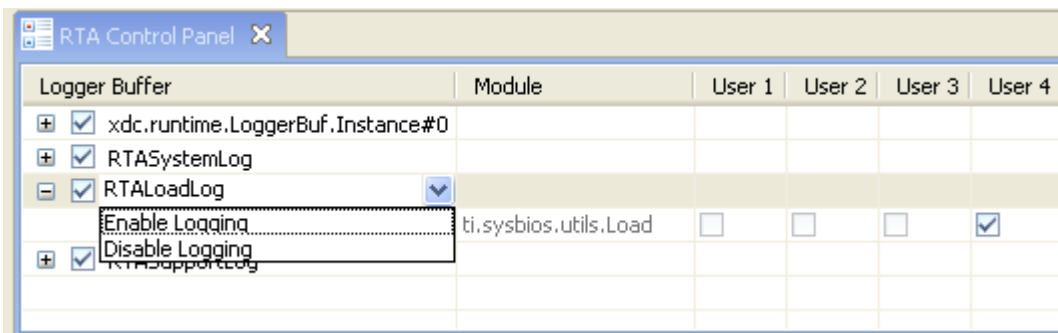 RTA Control Panel
Logger Buffer Module User 1 User 2 User 3 User 4
xdc.runtime.LoggerBuf.Instance#0
RTASystemLog
RTALoadLog
Enable Logging ti.sysbios.utils.Load
Disable Logging
RTASupportLog